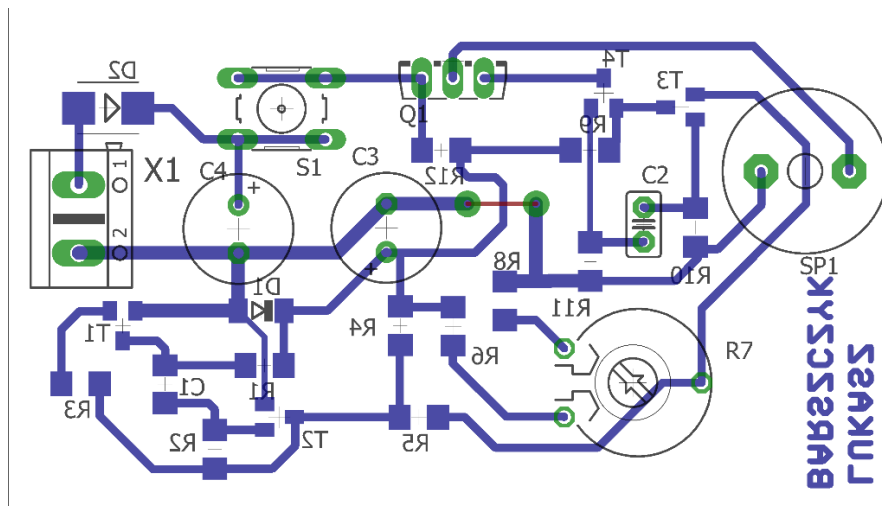 D2
T4
T3
1
X1
Q1
R9
C4
S1
C3
R12
C2
2
+
+
R8
R10
SP1
D1
R11
T1
R4
R6
R7
C1
R1
R3
R2
T2
R5
BARSZCZYK
LUKASZ